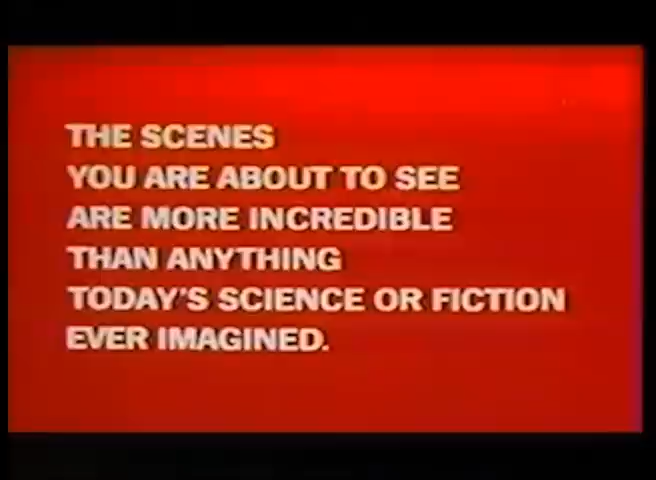 THE SCENES
YOU ARE ABOUT TO SEE
ARE MORE INCREDIBLE
THAN ANYTHING
TODAY'S SCIENCE OR FICTION
EVER IMAGINED.